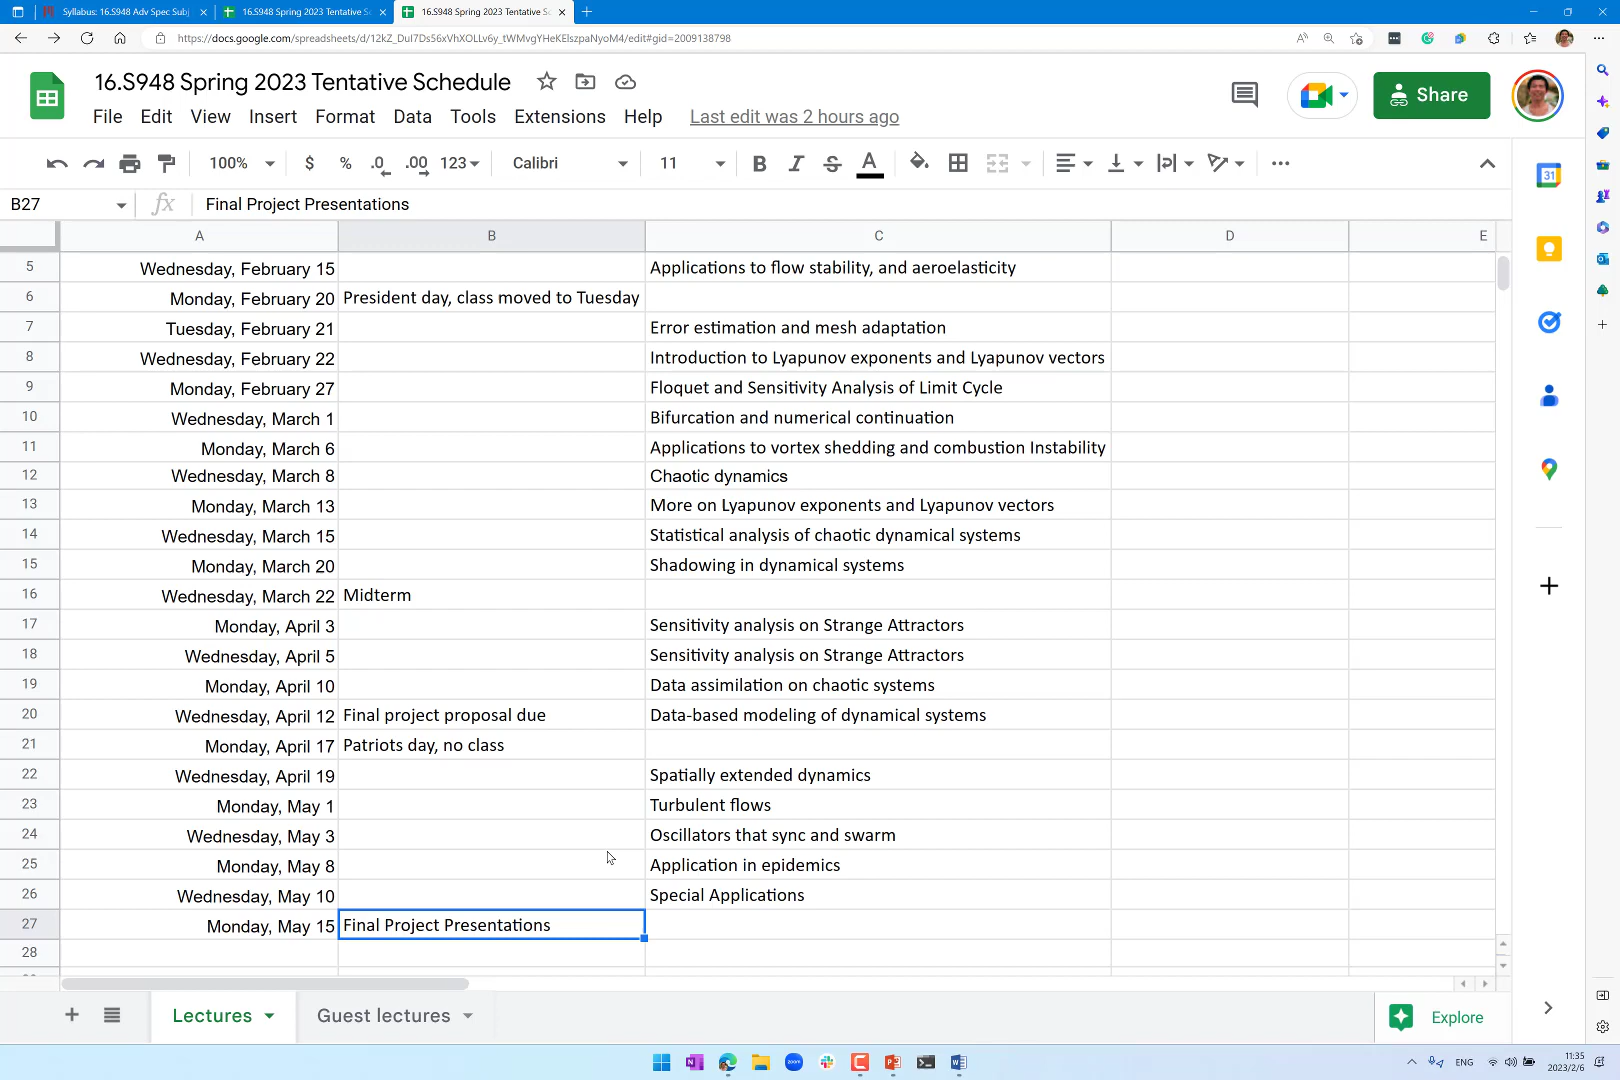 Syllabus: 16.S948 Adv Spec Subj
16.S948 Spring 2023 Tentative Sc
16.S948 Spring 2023 Tentative Sc
https://docs.google.com/spreadsheets/d/12kZ_Dul7Ds56xVhXOLLv6y_tWMvgYHeKElszpaNyoM4/edit#gid=2009138798
16.S948 Spring 2023 Tentative Schedule
Share
File Edit View Insert Format Data Tools Extensions Help Last edit was 2 hours ago
100% $ % .0 .00 123 Calibri 11 B I S A
31
B27 fx Final Project Presentations
A B C D E
5 Wednesday, February 15 Applications to flow stability, and aeroelasticity
6 Monday, February 20 President day, class moved to Tuesday
7 Tuesday, February 21 Error estimation and mesh adaptation
8 Wednesday, February 22 Introduction to Lyapunov exponents and Lyapunov vectors
9 Monday, February 27 Floquet and Sensitivity Analysis of Limit Cycle
10 Wednesday, March 1 Bifurcation and numerical continuation
11 Monday, March 6 Applications to vortex shedding and combustion Instability
12 Wednesday, March 8 Chaotic dynamics
13 Monday, March 13 More on Lyapunov exponents and Lyapunov vectors
14 Wednesday, March 15 Statistical analysis of chaotic dynamical systems
15 Monday, March 20 Shadowing in dynamical systems
16 Wednesday, March 22 Midterm
17 Monday, April 3 Sensitivity analysis on Strange Attractors
18 Wednesday, April 5 Sensitivity analysis on Strange Attractors
19 Monday, April 10 Data assimilation on chaotic systems
20 Wednesday, April 12 Final project proposal due Data-based modeling of dynamical systems
21 Monday, April 17 Patriots day, no class
22 Wednesday, April 19 Spatially extended dynamics
23 Monday, May 1 Turbulent flows
24 Wednesday, May 3 Oscillators that sync and swarm
25 Monday, May 8 Application in epidemics
26 Wednesday, May 10 Special Applications
27 Monday, May 15 Final Project Presentations
28
Lectures Guest lectures Explore
zoom
ENG
11:35
2023/2/6